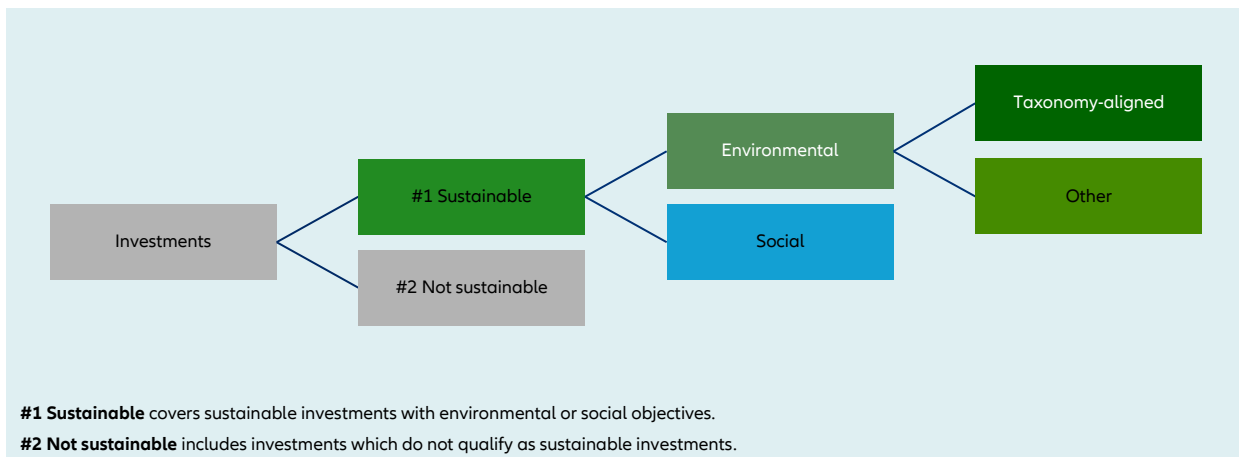 Taxonomy-aligned
Environmental
#1 Sustainable
Other
Investments
Social
#2 Not sustainable
#1 Sustainable covers sustainable investments with environmental or social objectives.
#2 Not sustainable includes investments which do not qualify as sustainable investments.